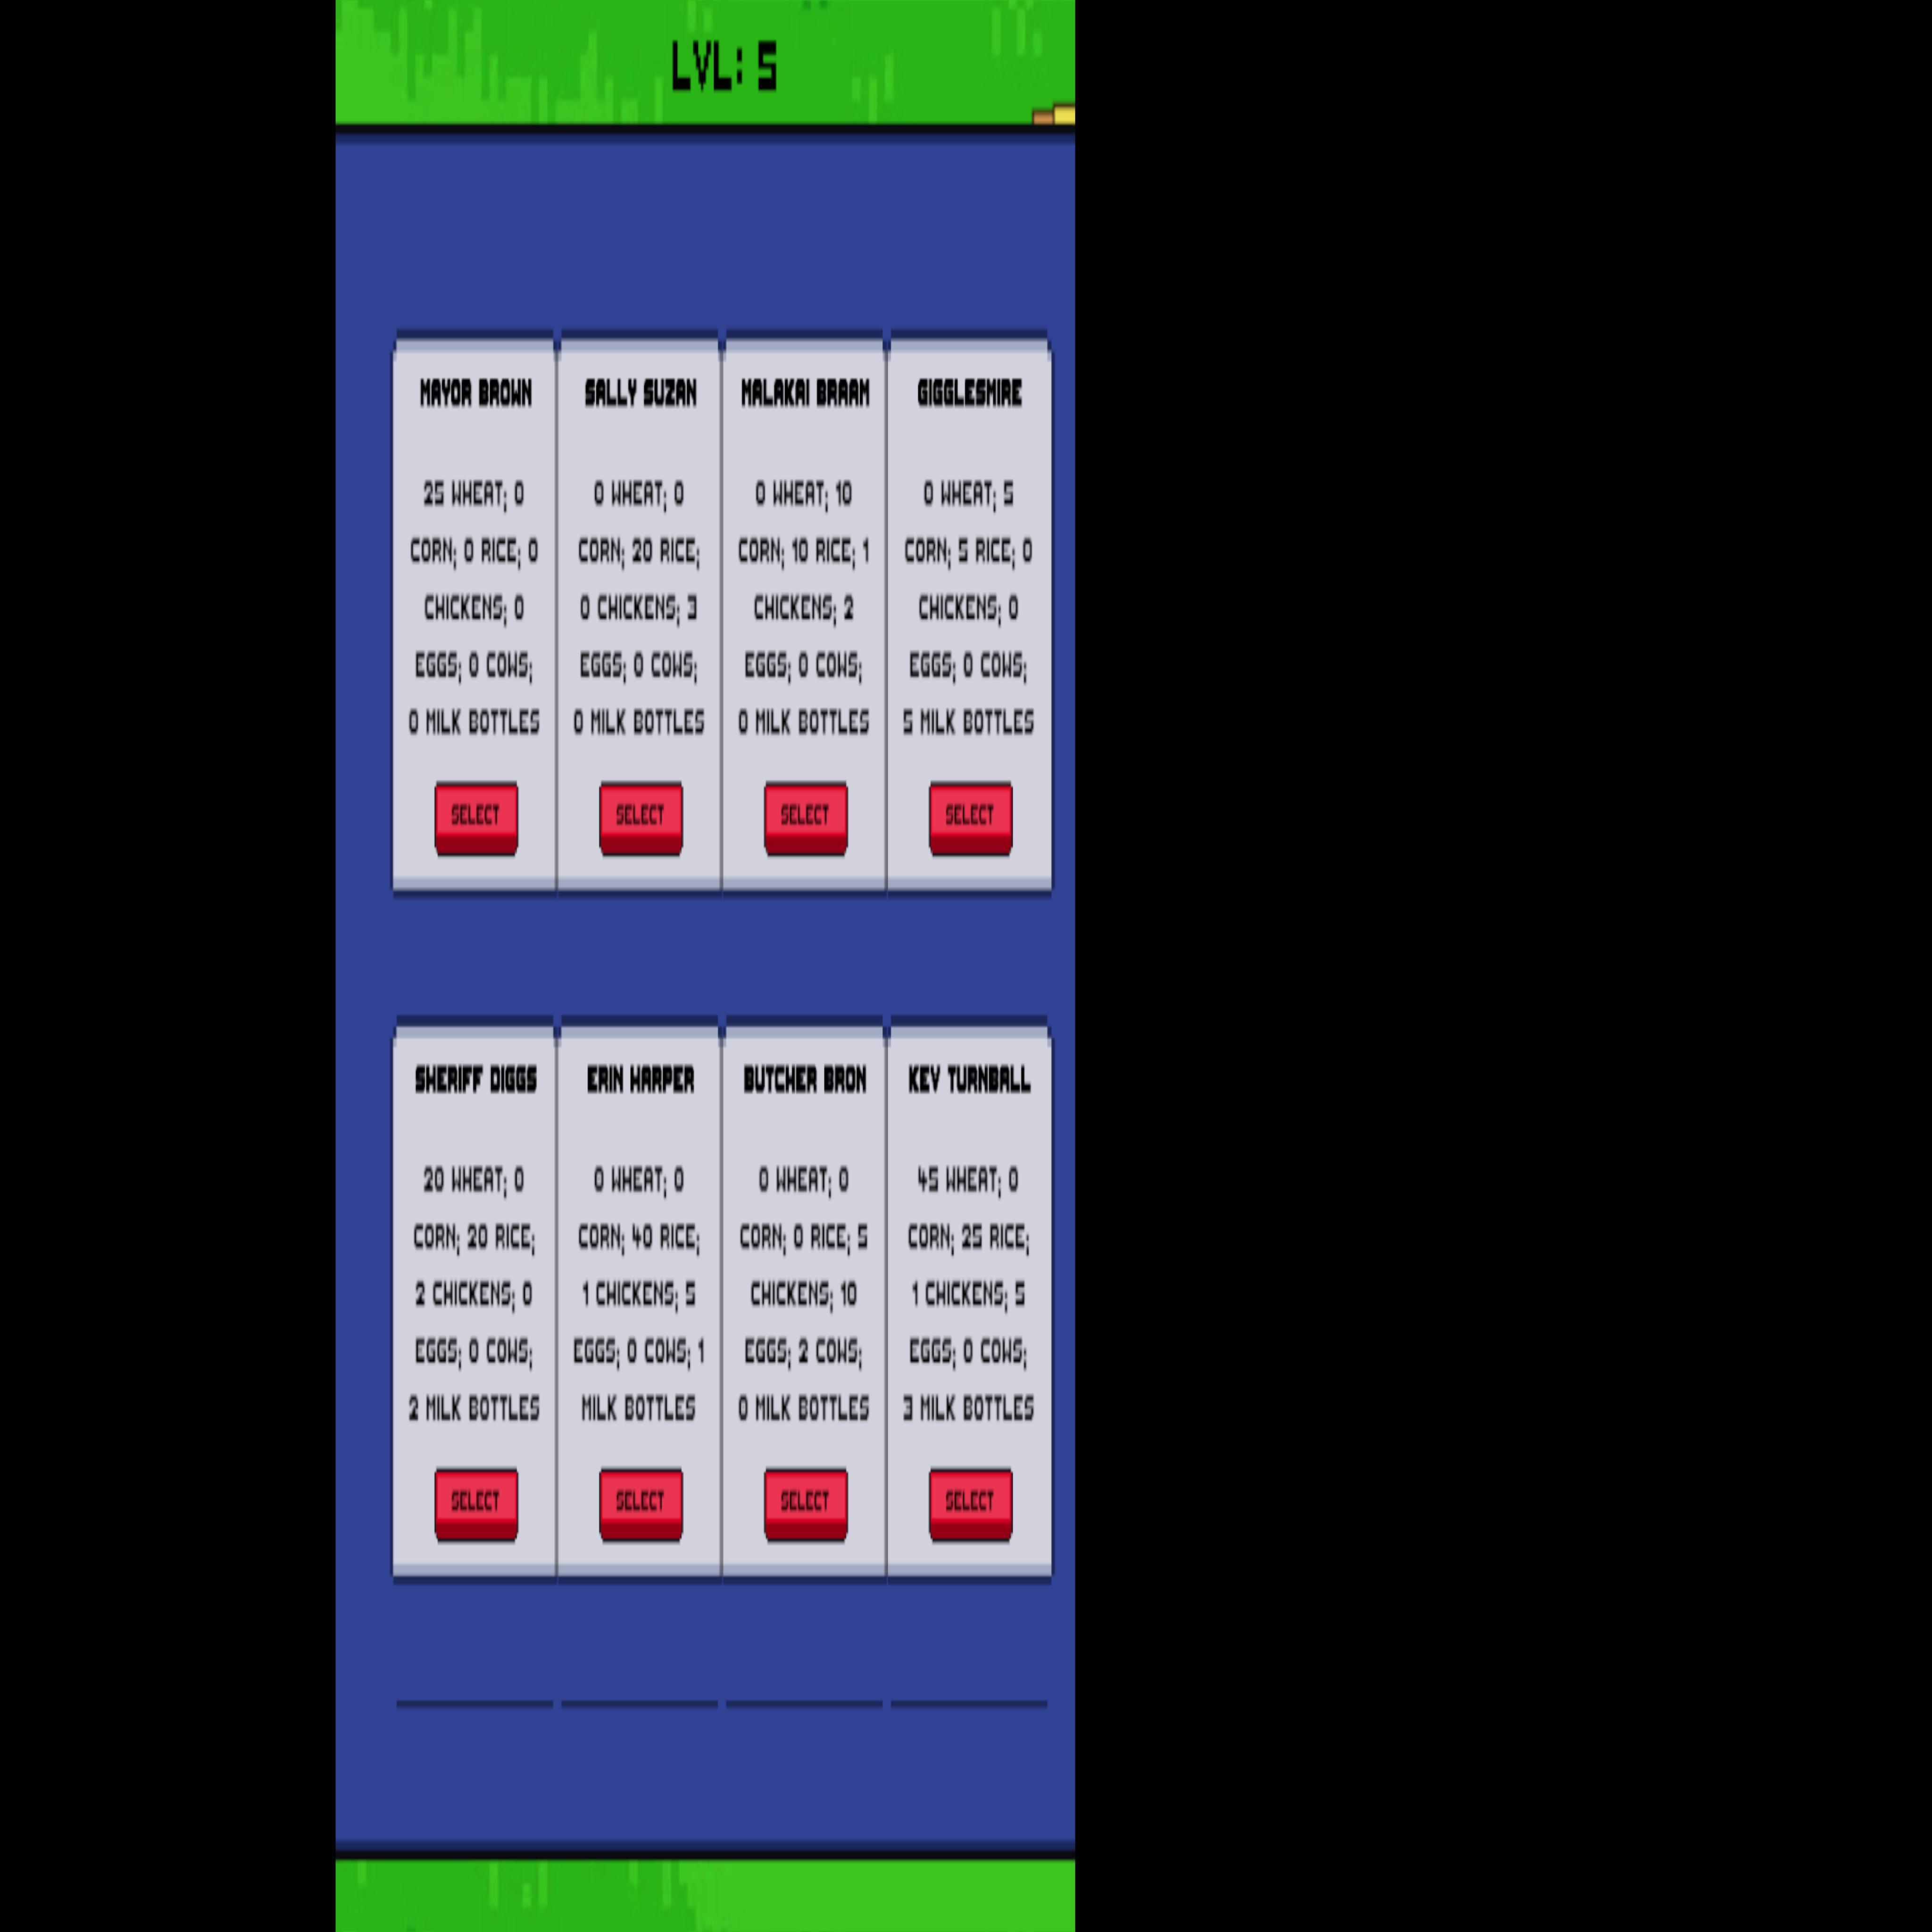 LVL: 5
MAYOR BROWN
25 WHEAT; 0
CORN; 0 RICE; 0
CHICKENS; 0
EGGS; 0 COWS;
0 MILK BOTTLES
SELECT
SALLY SUZAN
0 WHEAT; 0
CORN; 20 RICE;
0 CHICKENS; 3
EGGS; 0 COWS;
0 MILK BOTTLES
SELECT
MALAKAI BRAAM
0 WHEAT; 10
CORN; 10 RICE; 1
CHICKENS; 2
EGGS; 0 COWS;
0 MILK BOTTLES
SELECT
GIGGLESMIRE
0 WHEAT; 5
CORN; 5 RICE; 0
CHICKENS; 0
EGGS; 0 COWS;
5 MILK BOTTLES
SELECT
SHERIFF DIGGS
20 WHEAT; 0
CORN; 20 RICE;
2 CHICKENS; 0
EGGS; 0 COWS;
2 MILK BOTTLES
SELECT
ERIN HARPER
0 WHEAT; 0
CORN; 40 RICE;
1 CHICKENS; 5
EGGS; 0 COWS; 1
MILK BOTTLES
SELECT
BUTCHER BRON
0 WHEAT; 0
CORN; 0 RICE; 5
CHICKENS; 10
EGGS; 2 COWS;
0 MILK BOTTLES
SELECT
KEV TURNBALL
45 WHEAT; 0
CORN; 25 RICE;
1 CHICKENS; 5
EGGS; 0 COWS;
3 MILK BOTTLES
SELECT